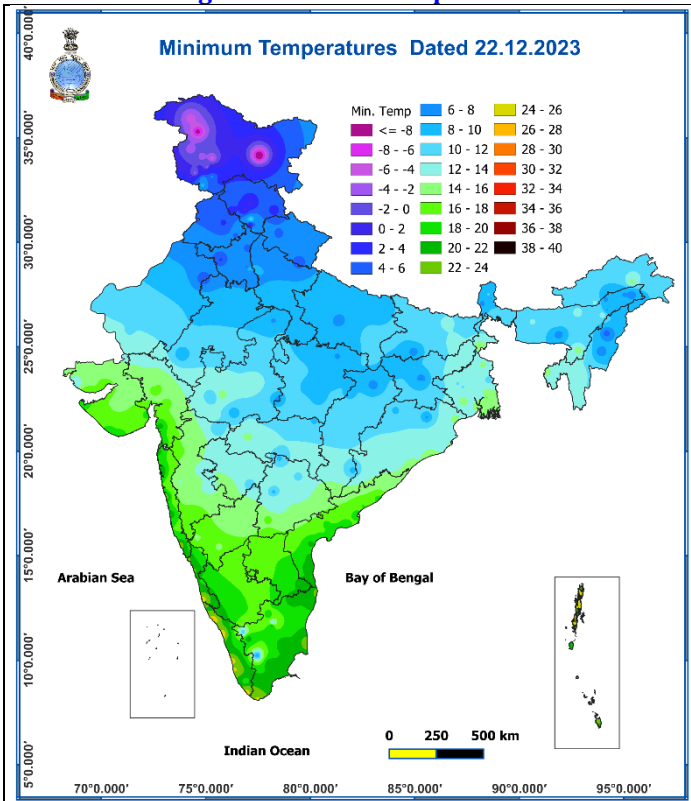 Minimum Temperatures Dated 22.12.2023
Min. Temp
<= -8
-8 - -6
-6 - -4
-4 - -2
-2 - 0
0 - 2
2 - 4
4 - 6
6 - 8
8 - 10
10 - 12
12 - 14
14 - 16
16 - 18
18 - 20
20 - 22
22 - 24
24 - 26
26 - 28
28 - 30
30 - 32
32 - 34
34 - 36
36 - 38
38 - 40
40°0.000'
35°0.000'
30°0.000'
25°0.000'
20°0.000'
15°0.000'
10°0.000'
5°0.000'
Arabian Sea
Bay of Bengal
Indian Ocean
0 250 500 km
70°0.000' 75°0.000' 80°0.000' 85°0.000' 90°0.000' 95°0.000'